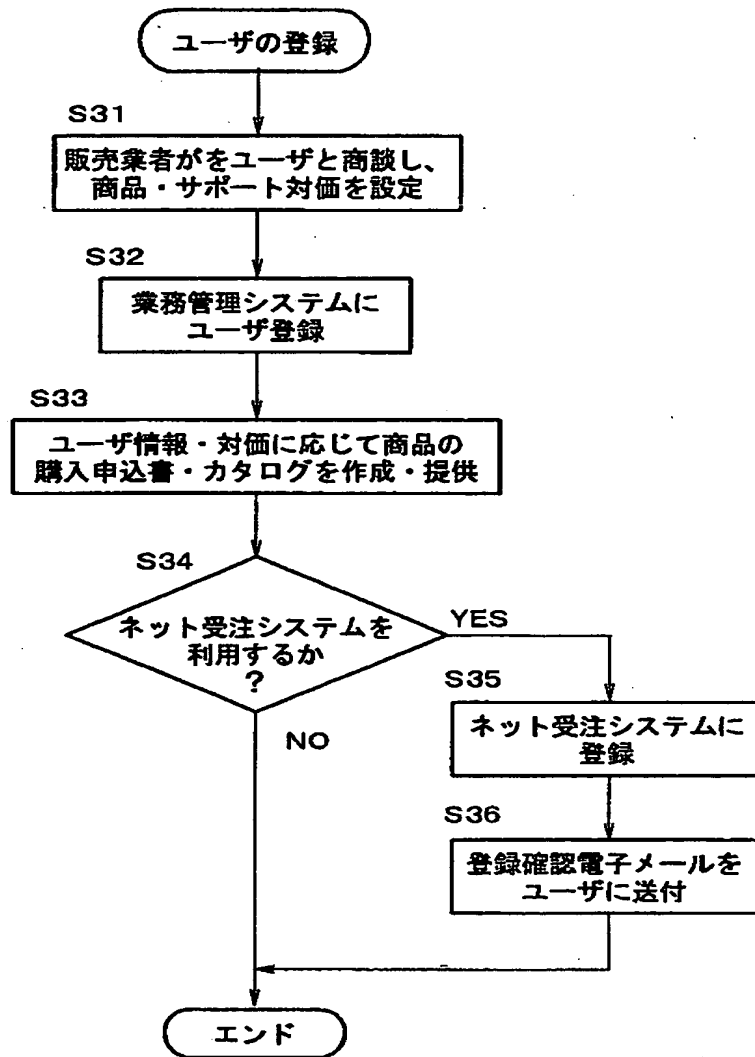 ユーザの登録
S31
販売業者がをユーザと商談し、
商品・サポート対価を設定
S32
業務管理システムに
ユーザ登録
S33
ユーザ情報・対価に応じて商品の
購入申込書・カタログを作成・提供
S34
ネット受注システムを
利用するか
?
YES
NO
S35
ネット受注システムに
登録
S36
登録確認電子メールを
ユーザに送付
エンド